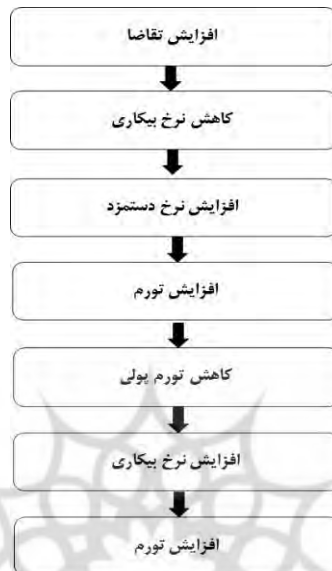 افزایش تقاضا
کاهش نرخ بیکاری
افزایش نرخ دستمزد
افزایش تورم
کاهش تورم پولی
افزایش نرخ بیکاری
افزایش تورم